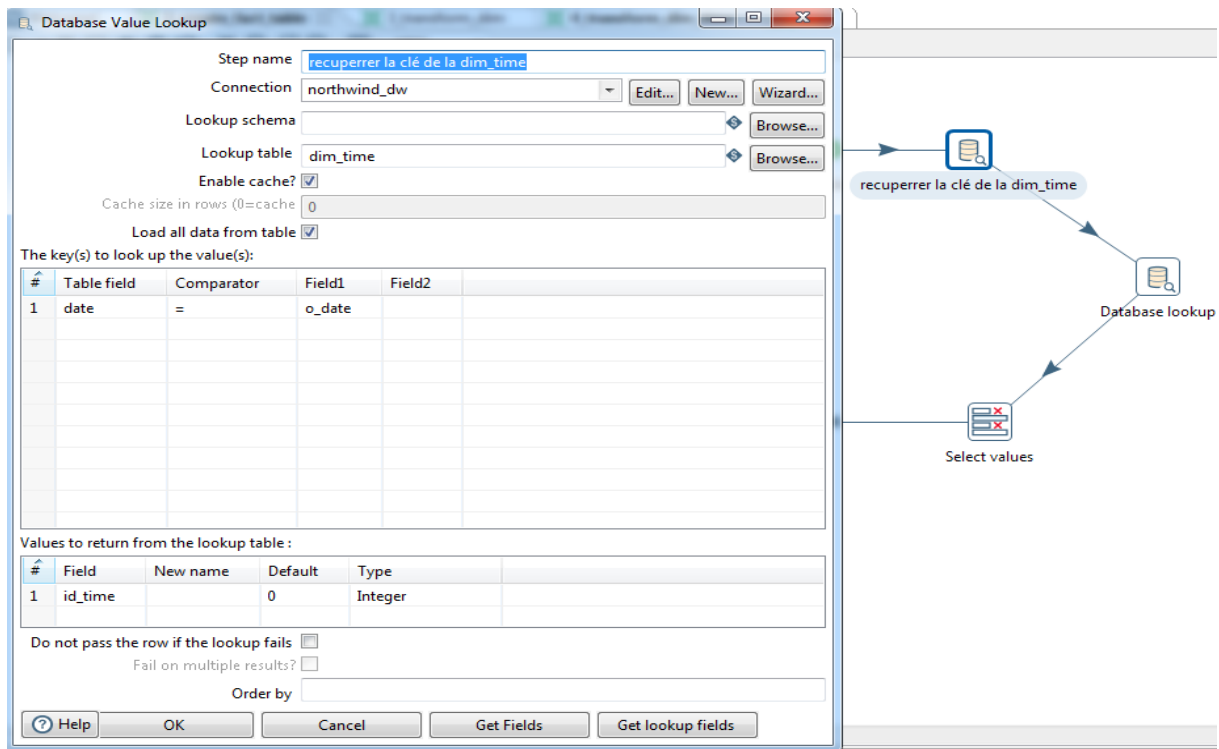 Database Value Lookup
Step name recuperrer la clé de la dim_time
Connection northwind_dw Edit... New... Wizard...
Lookup schema Browse...
Lookup table dim_time Browse...
Enable cache?
Cache size in rows (0=cache 0
Load all data from table
The key(s) to look up the value(s):
# Table field Comparator Field1 Field2
1 date = o_date
Values to return from the lookup table :
# Field New name Default Type
1 id_time 0 Integer
Do not pass the row if the lookup fails
Fail on multiple results?
Order by
Help OK Cancel Get Fields Get lookup fields
recuperrer la clé de la dim_time
Database lookup
Select values